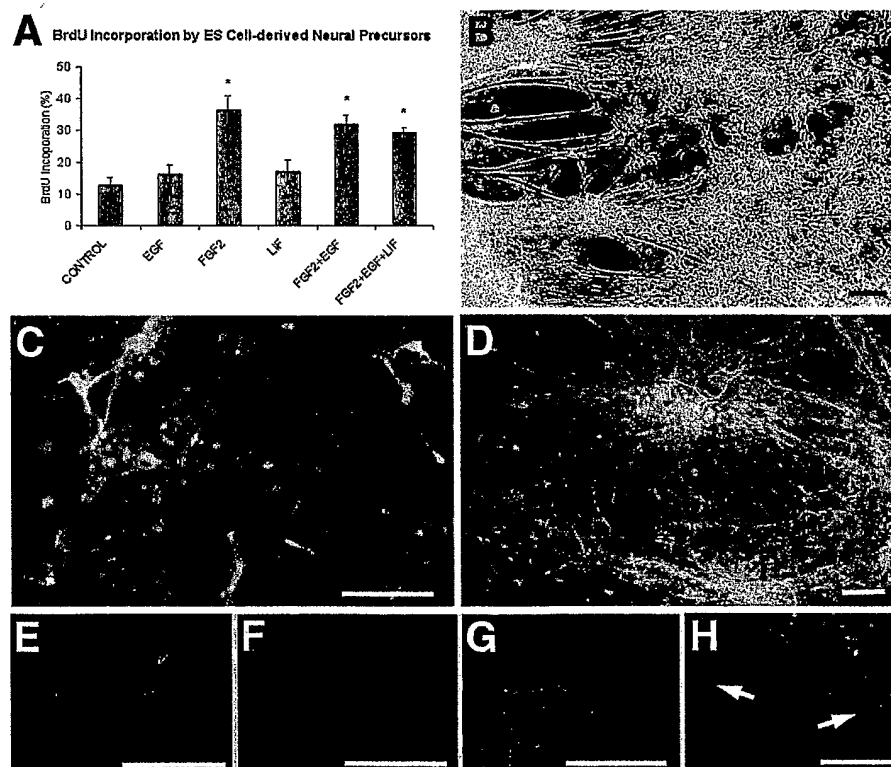 A
BrdU Incorporation by ES Cell-derived Neural Precursors
BrdU Incoporation (%)
50
40
30
20
10
0
*
*
*
CONTROL
EGF
FGF2
LIF
FGF2+EGF
FGF2+EGF+LIF
B
C
D
E
F
G
H